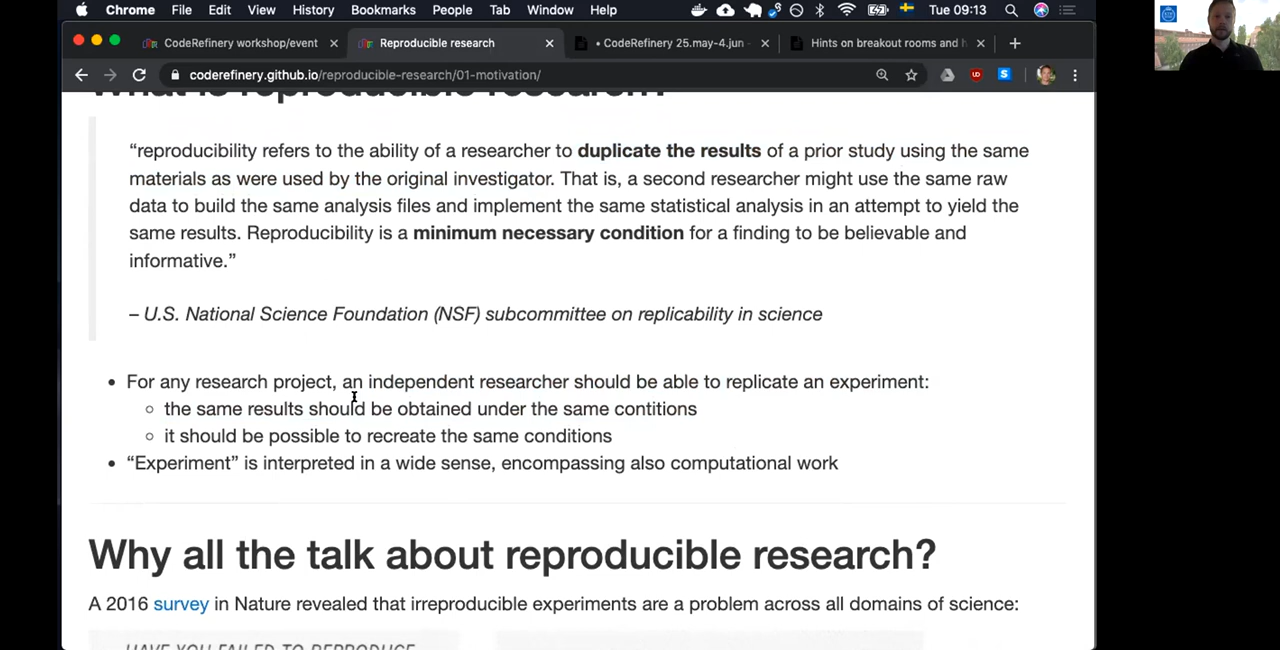 Chrome File Edit View History Bookmarks People Tab Window Help Tue 09:13
CodeRefinery workshop/event Reproducible research • CodeRefinery 25.may-4.jun Hints on breakout rooms and h
coderefinery.github.io/reproducible-research/01-motivation/
What is reproducible research?
“reproducibility refers to the ability of a researcher to duplicate the results of a prior study using the same
materials as were used by the original investigator. That is, a second researcher might use the same raw
data to build the same analysis files and implement the same statistical analysis in an attempt to yield the
same results. Reproducibility is a minimum necessary condition for a finding to be believable and
informative.”
– U.S. National Science Foundation (NSF) subcommittee on replicability in science
• For any research project, an independent researcher should be able to replicate an experiment:
◦ the same results should be obtained under the same contitions
◦ it should be possible to recreate the same conditions
• “Experiment” is interpreted in a wide sense, encompassing also computational work
Why all the talk about reproducible research?
A 2016 survey in Nature revealed that irreproducible experiments are a problem across all domains of science:
HAVE YOU FAILED TO REPRODUCE